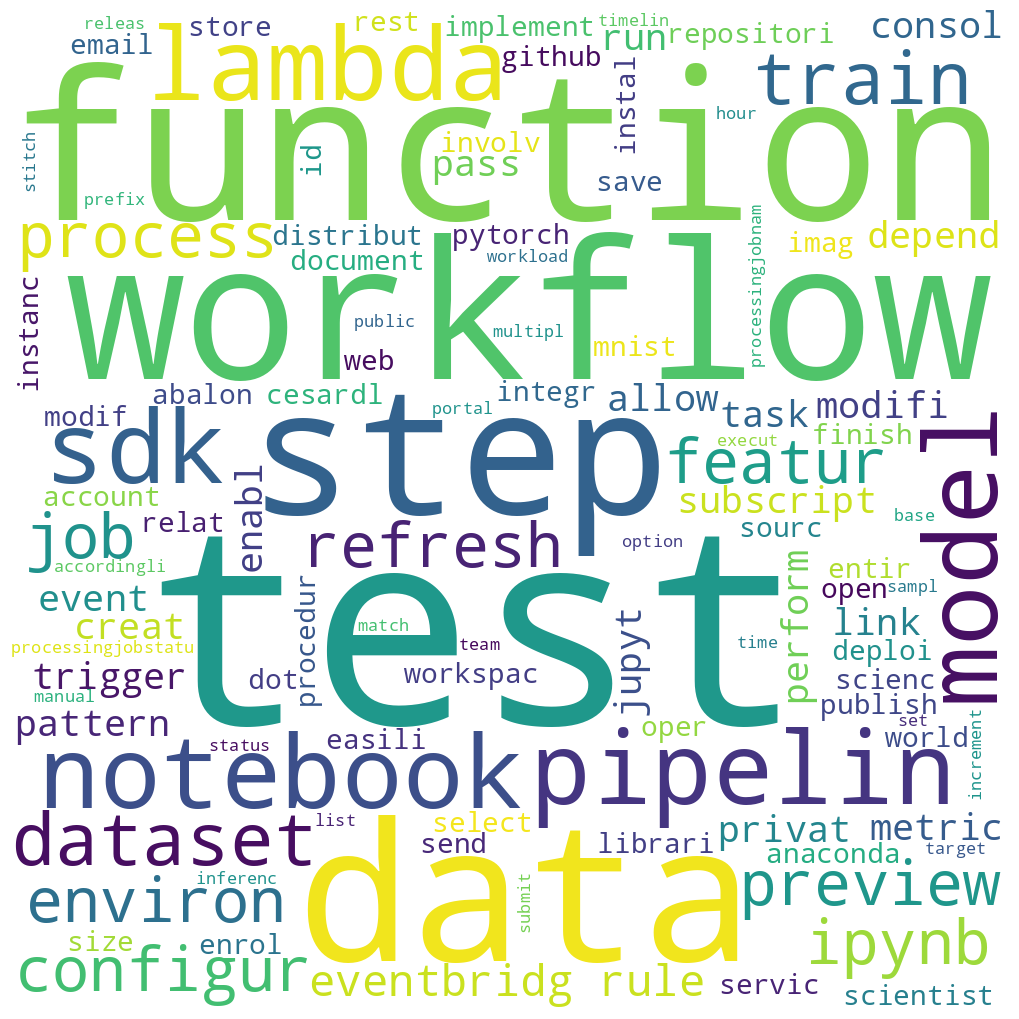 releas
email
store
rest
implement
timelin
run
repositori
consol
lambda
github
train
function
stitch
id
involv
pass
instal
hour
save
prefix
process
distribut
document
pytorch
workload
imag
depend
workflow
instanc
public
multipl
web
mnist
processingjobnam
modif
abalon
cesardl
portal
integr
allow
task
modifi
sdk
step
execut
finish
featur
model
account
enabl
subscript
job
relat
refresh
option
sourc
base
accordingli
entir
open
sampl
event
creat
procedur
test
match
team
jupyt
time
perform
link
deploi
processingjobstatu
trigger
manual
dot
workspac
scienc
publish
pattern
status
easili
oper
set
world
increment
notebook
pipelin
dataset
list
select
send
librari
privat
metric
anaconda
target
environ
inferenc
data
submit
preview
size
enrol
ipynb
configur
eventbridg rule
servic
scientist